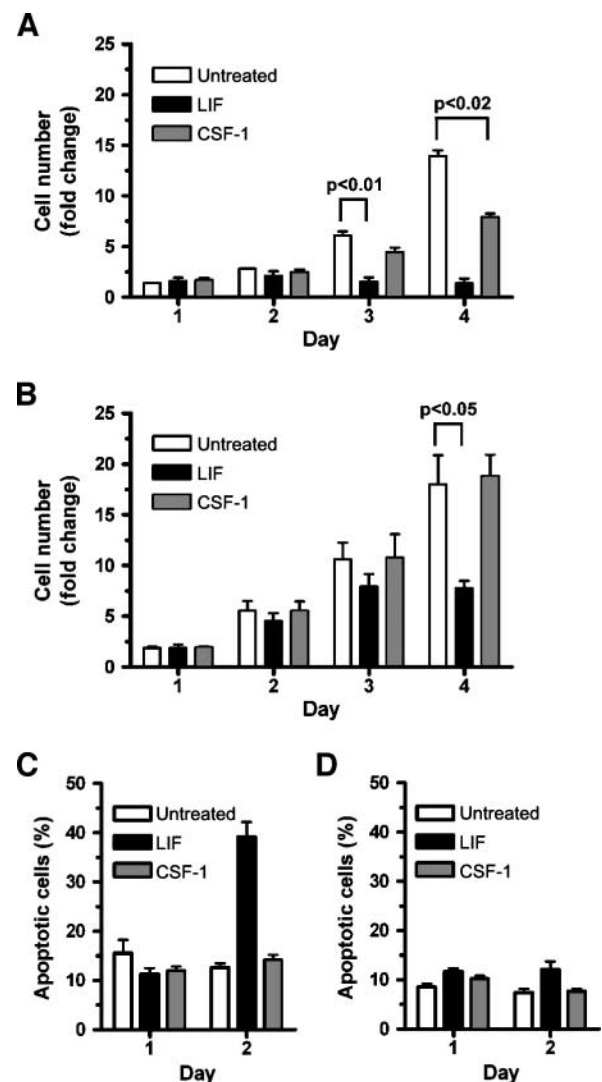 A
Cell number
(fold change)
25
20
15
10
5
0
Untreated
LIF
CSF-1
p<0.01
p<0.02
1 2 3 4
Day
B
Cell number
(fold change)
25
20
15
10
5
0
Untreated
LIF
CSF-1
p<0.05
1 2 3 4
Day
C
Apoptotic cells (%)
50
40
30
20
10
0
Untreated
LIF
CSF-1
1 2
Day
D
Apoptotic cells (%)
50
40
30
20
10
0
Untreated
LIF
CSF-1
1 2
Day